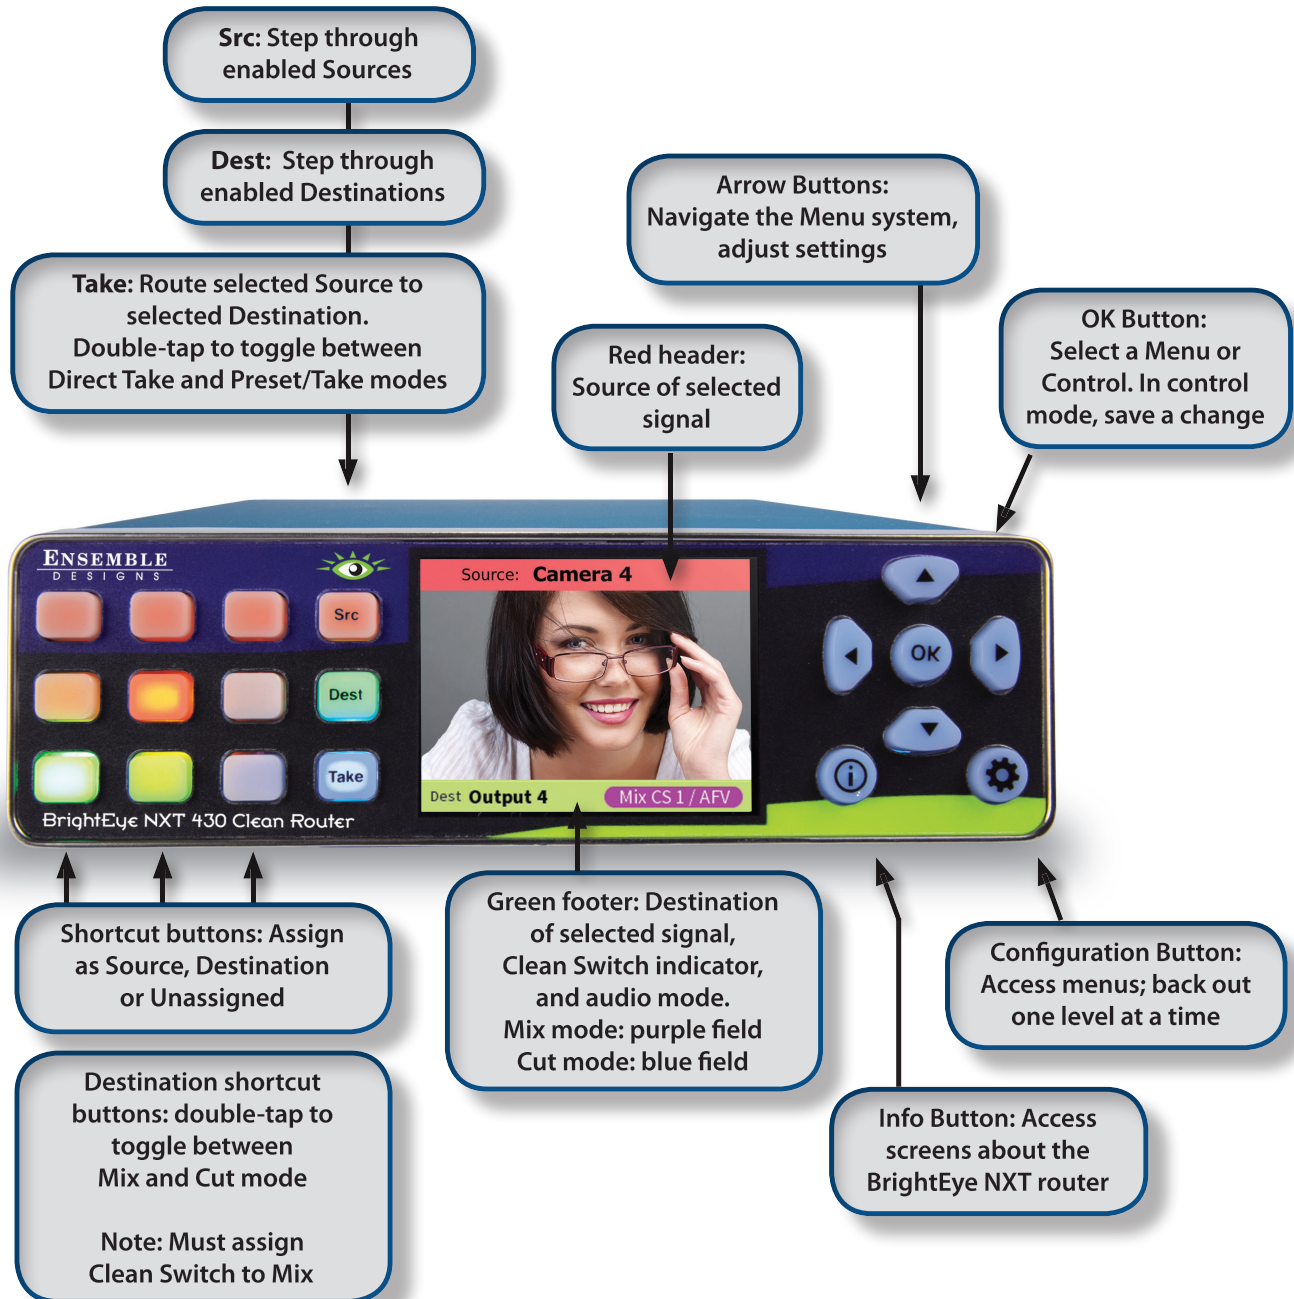 Src: Step through
enabled Sources
Dest: Step through
enabled Destinations
Take: Route selected Source to
selected Destination.
Double-tap to toggle between
Direct Take and Preset/Take modes
Arrow Buttons:
Navigate the Menu system,
adjust settings
Red header:
Source of selected
signal
OK Button:
Select a Menu or
Control. In control
mode, save a change
ENSEMBLE
DESIGNS
Src
Dest
Take
Source: Camera 4
Dest Output 4 Mix CS 1 / AFV
OK
BrightEye NXT 430 Clean Router
Shortcut buttons: Assign
as Source, Destination
or Unassigned
Destination shortcut
buttons: double-tap to
toggle between
Mix and Cut mode
Note: Must assign
Clean Switch to Mix
Green footer: Destination
of selected signal,
Clean Switch indicator,
and audio mode.
Mix mode: purple field
Cut mode: blue field
Configuration Button:
Access menus; back out
one level at a time
Info Button: Access
screens about the
BrightEye NXT router